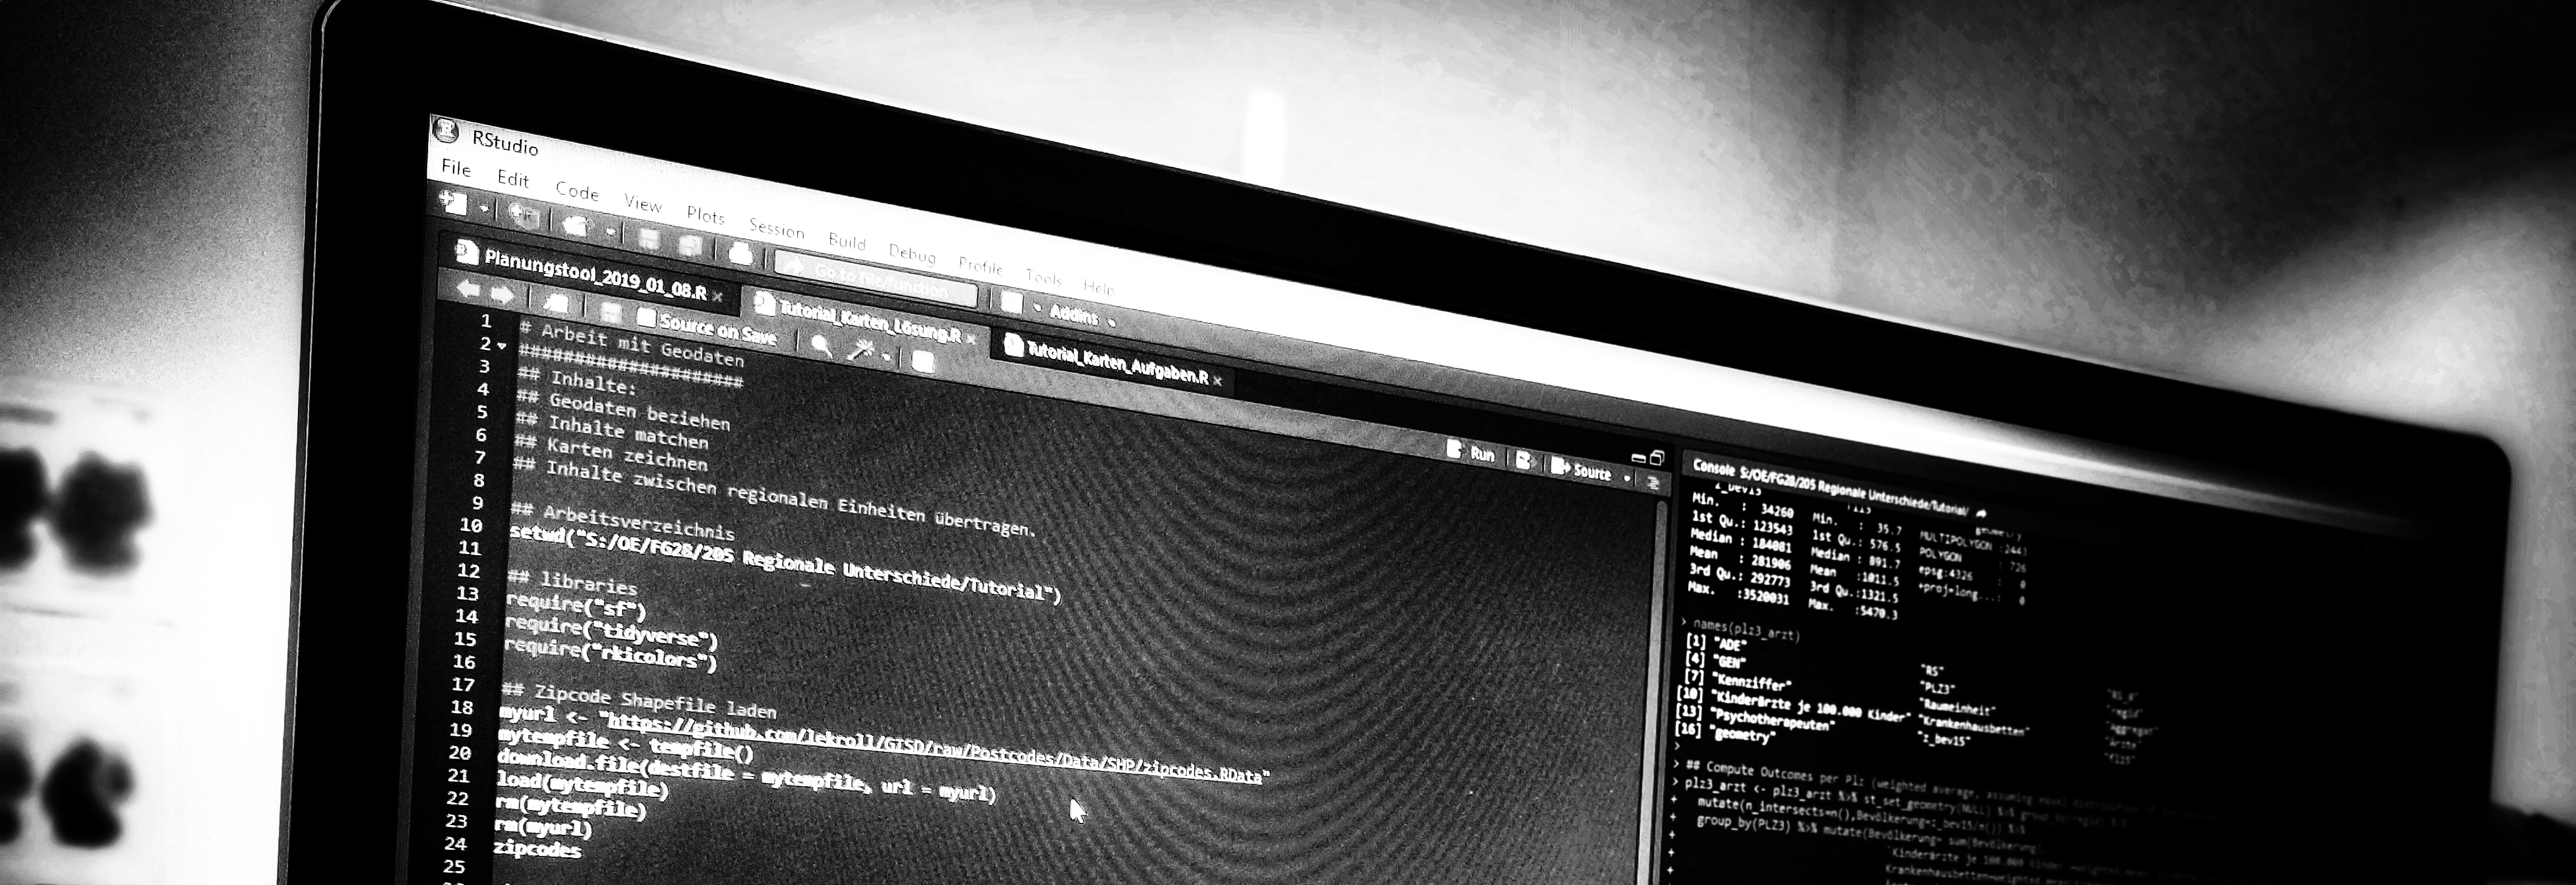 RStudio
File Edit Code View Plots Session Build Debug Profile Tools Help
Go to file/function Addins
Planungstool_2019_01_08.R Tutorial_Karten_Lösung.R Tutorial_Karten_Aufgaben.R
Source on Save Run Source
1 # Arbeit mit Geodaten
2 ####################
3 ## Inhalte:
4 ## Geodaten beziehen
5 ## Inhalte matchen
6 ## Karten zeichnen
7 ## Inhalte zwischen regionalen Einheiten übertragen.
8
9 ## Arbeitsverzeichnis
10 setwd("S:/OE/FG28/205 Regionale Unterschiede/Tutorial")
11
12 ## libraries
13 require("sf")
14 require("tidyverse")
15 require("rkicolors")
16
17 ## Zipcode Shapefile laden
18 myurl <- "https://github.com/lekroll/GISD/raw/Postcodes/Data/SHP/zipcodes.RData"
19 mytempfile <- tempfile()
20 download.file(destfile = mytempfile, url = myurl)
21 load(mytempfile)
22 rm(mytempfile)
23 rm(myurl)
24 zipcodes
25
Console S:/OE/FG28/205 Regionale Unterschiede/Tutorial/
z_bev15 geometry
Min. : 34260 Min. : 35.7 MULTIPOLYGON :2441
1st Qu.: 123543 1st Qu.: 576.5 POLYGON : 726
Median : 184081 Median : 891.7 epsg:4326 : 0
Mean : 281906 Mean :1011.5 +proj=long...: 0
3rd Qu.: 292773 3rd Qu.:1321.5
Max. :3520031 Max. :5470.3
> names(plz3_arzt)
[1] "ADE" "RS"
[4] "GEN" "PLZ3"
[7] "Kennziffer" "Raumeinheit" "Aggregat"
[10] "Kinderärzte je 100.000 Kinder" "Krankenhausbetten" "Ärzte"
[13] "Psychotherapeuten" "z_bev15"
[16] "geometry"
>
> ## Compute Outcomes per Plz (weighted average, assuming equal distribution of the
> plz3_arzt <- plz3_arzt %>% st_set_geometry(NULL) %>%
+ mutate(n_intersects=n(),Bevölkerung=z_bev15/n()) %>%
+ group_by(PLZ3) %>% mutate(Bevölkerung= sum(Bevölkerung)
+ `Kinderärzte je 100.000 Kinder`
+ Krankenhausbetten